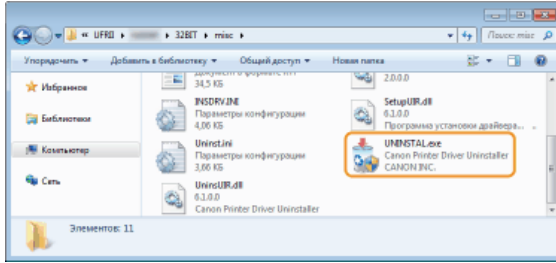 « UFRII ▸ ▸ 32BIT ▸ misc ▸
Поиск: misc
Упорядочить ▾ Добавить в библиотеку ▾ Общий доступ ▾ Новая папка
Избранное
Библиотеки
Компьютер
Сеть
34,5 КБ
INSDRV.INI
Параметры конфигурации
4,06 КБ
Uninst.ini
Параметры конфигурации
3,66 КБ
UninsUIR.dll
6.1.0.0
Canon Printer Driver Uninstaller
2.0.0.0
SetupUIR.dll
6.1.0.0
Программа установки драйвера...
UNINSTAL.exe
Canon Printer Driver Uninstaller
CANON INC.
Элементов: 11